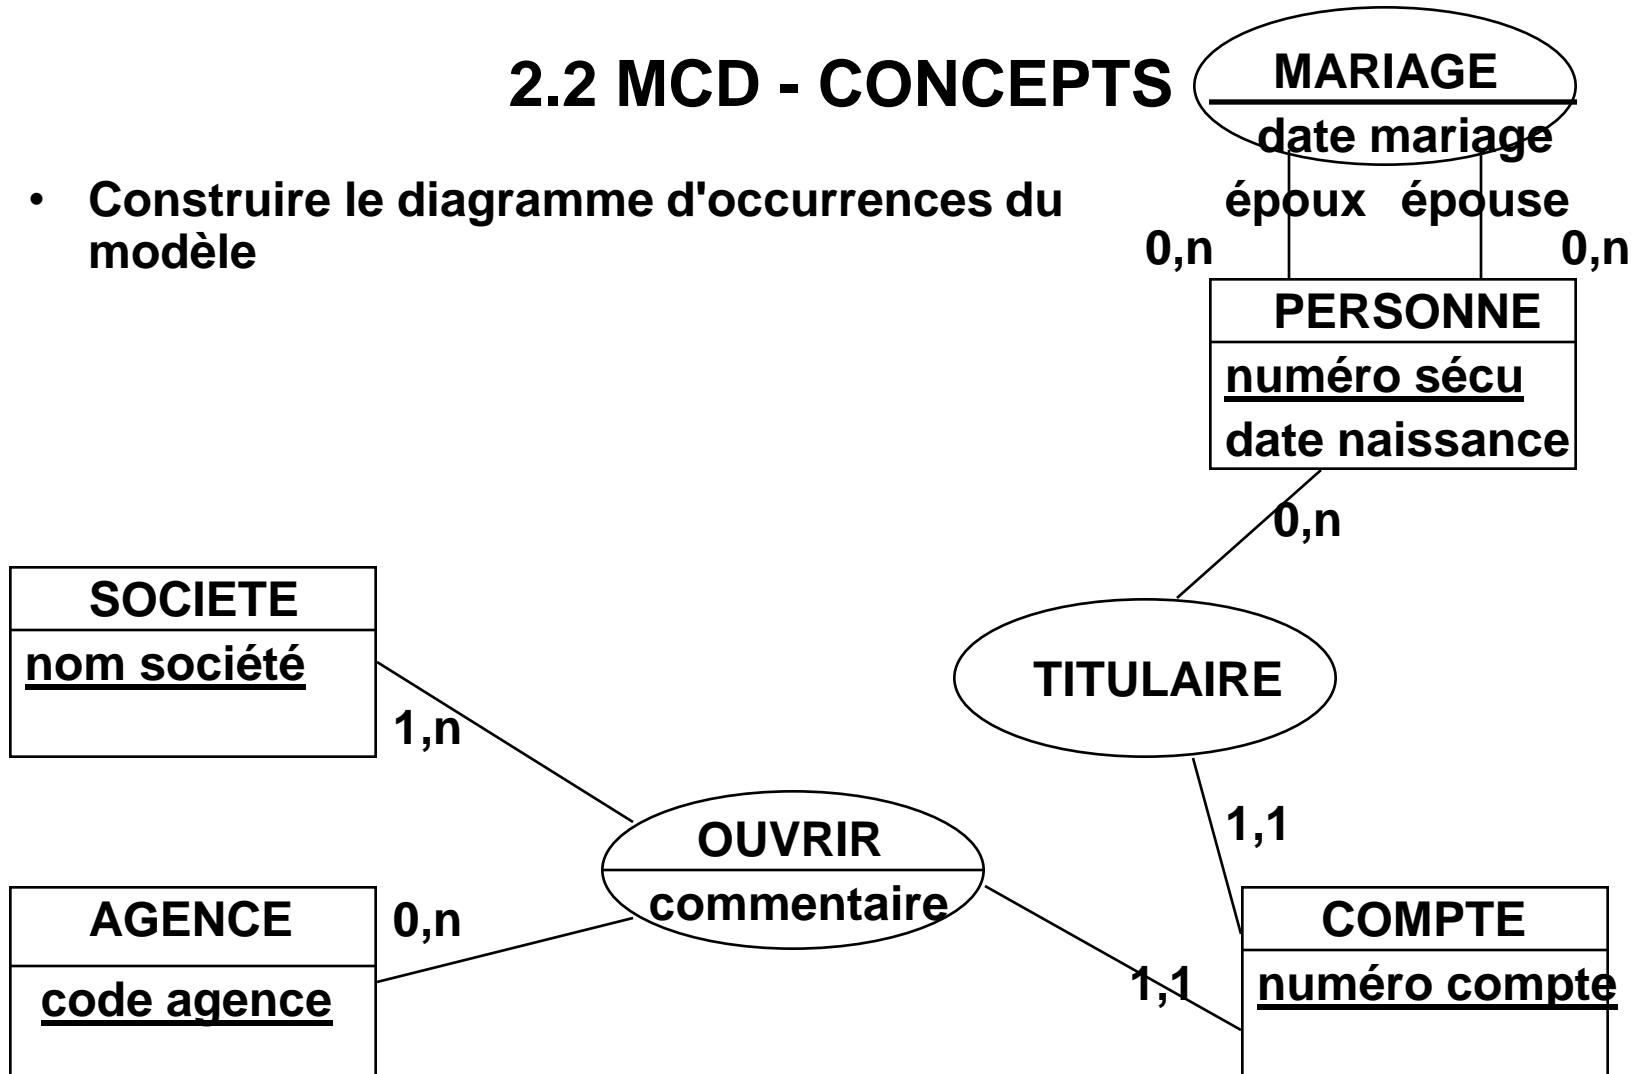 2.2 MCD - CONCEPTS
MARIAGE
date mariage
• Construire le diagramme d'occurrences du
modèle
époux épouse
0,n 0,n
PERSONNE
numéro sécu
date naissance
0,n
SOCIETE
nom société
TITULAIRE
1,n
1,1
OUVRIR
commentaire
AGENCE
code agence
0,n
1,1
COMPTE
numéro compte